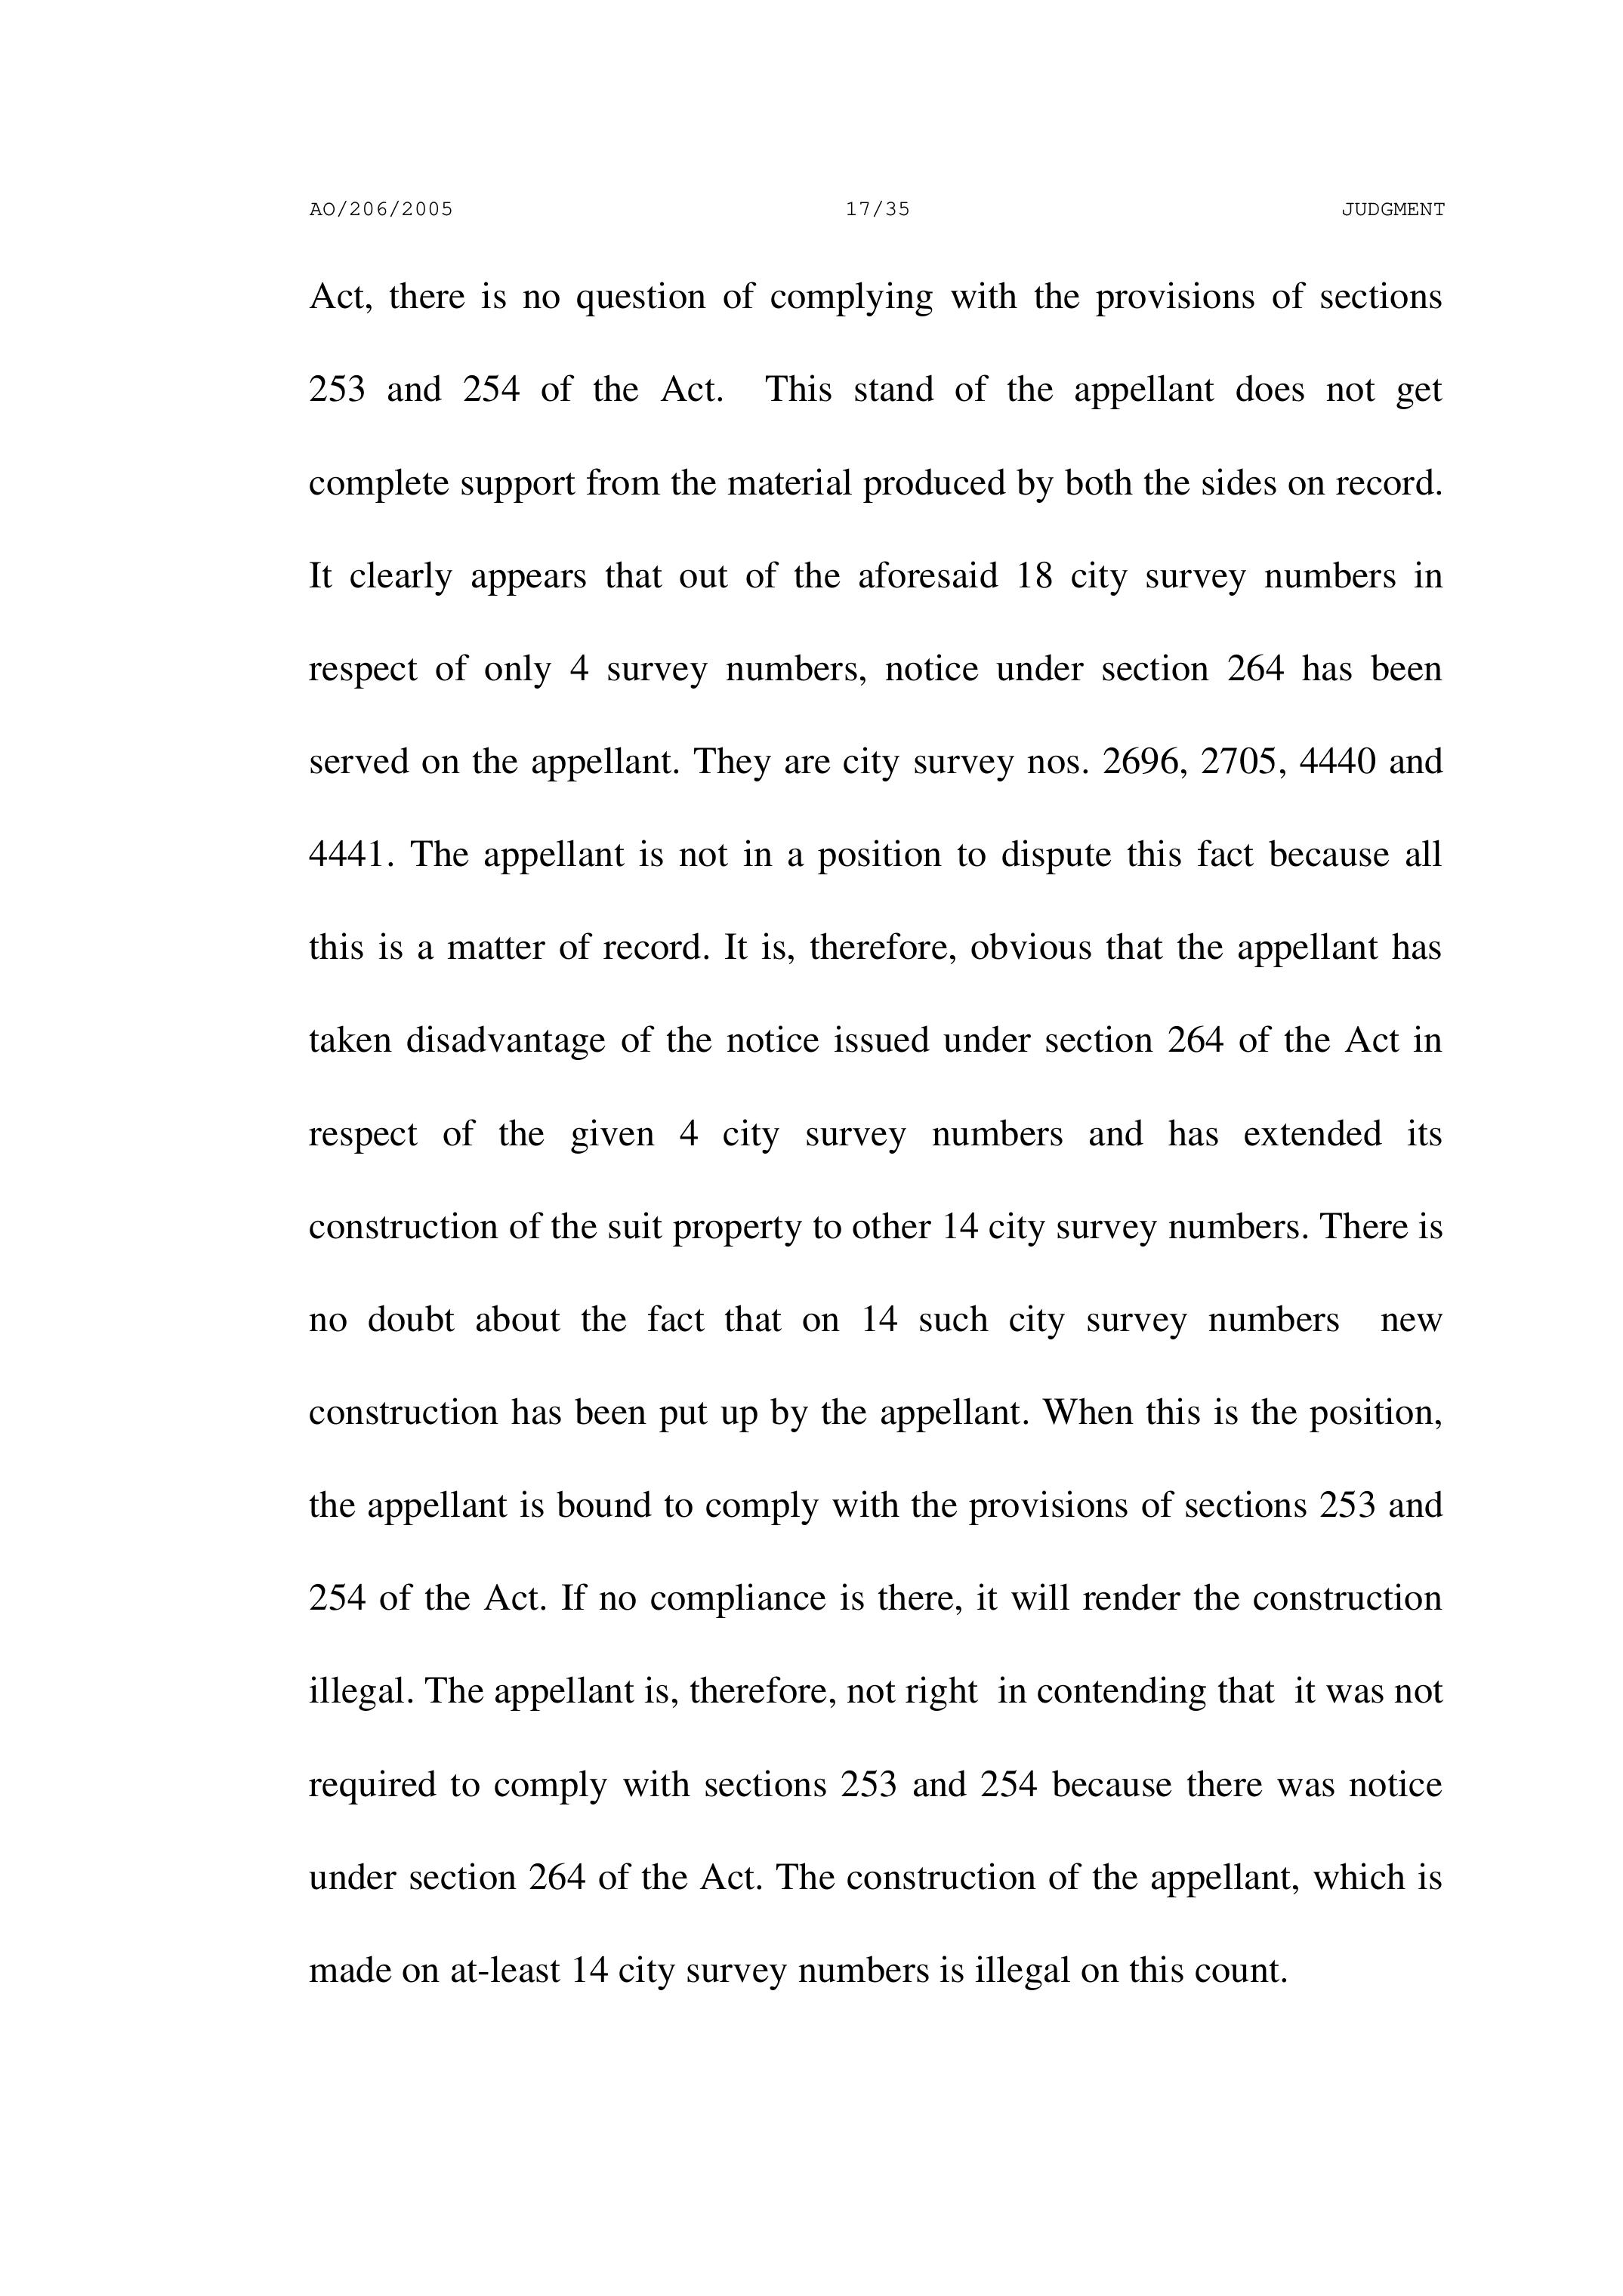 AO/206/2005 17/35 JUDGMENT
Act, there is no question of complying with the provisions of sections
253 and 254 of the Act. This stand of the appellant does not get
complete support from the material produced by both the sides on record.
It clearly appears that out of the aforesaid 18 city survey numbers in
respect of only 4 survey numbers, notice under section 264 has been
served on the appellant. They are city survey nos. 2696, 2705, 4440 and
4441. The appellant is not in a position to dispute this fact because all
this is a matter of record. It is, therefore, obvious that the appellant has
taken disadvantage of the notice issued under section 264 of the Act in
respect of the given 4 city survey numbers and has extended its
construction of the suit property to other 14 city survey numbers. There is
no doubt about the fact that on 14 such city survey numbers new
construction has been put up by the appellant. When this is the position,
the appellant is bound to comply with the provisions of sections 253 and
254 of the Act. If no compliance is there, it will render the construction
illegal. The appellant is, therefore, not right in contending that it was not
required to comply with sections 253 and 254 because there was notice
under section 264 of the Act. The construction of the appellant, which is
made on at-least 14 city survey numbers is illegal on this count.